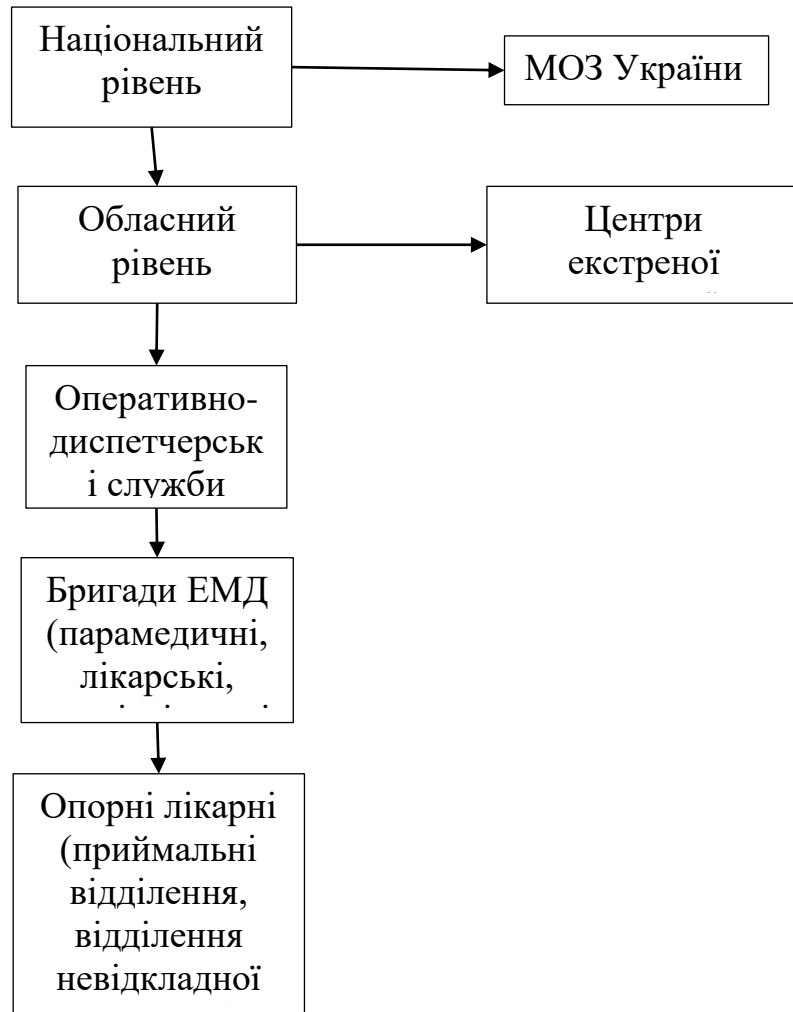 Національний
рівень
МОЗ України
Обласний
рівень
Центри
екстреної
Оперативно-
диспетчерськ
і служби
Бригади ЕМД
(парамедичні,
лікарські,
Опорні лікарні
(приймальні
відділення,
відділення
невідкладної